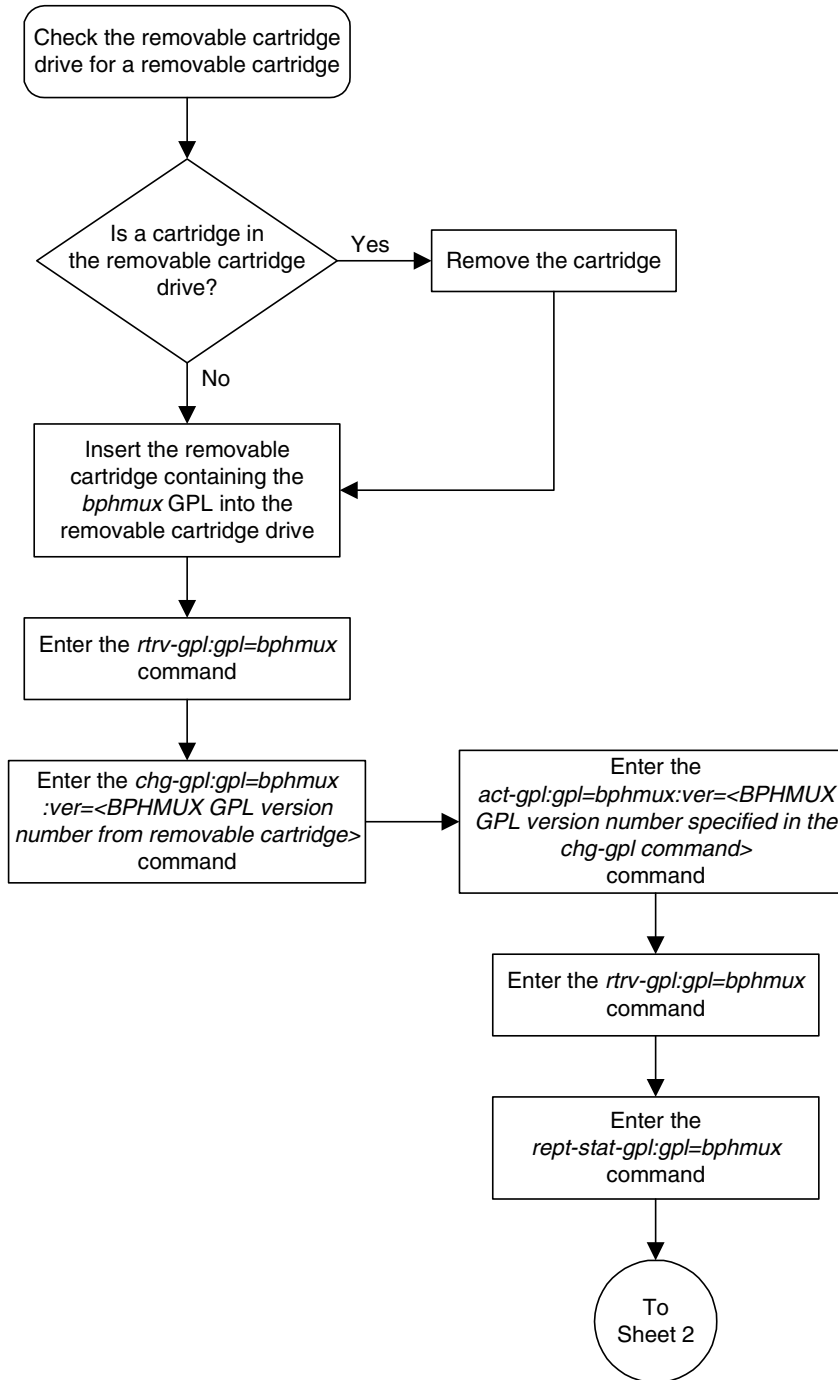 Check the removable cartridge
drive for a removable cartridge
Is a cartridge in
the removable cartridge
drive?
Yes
Remove the cartridge
No
Insert the removable
cartridge containing the
bphmux GPL into the
removable cartridge drive
Enter the rtrv-gpl:gpl=bphmux
command
Enter the chg-gpl:gpl=bphmux
:ver=<BPHMUX GPL version
number from removable cartridge>
command
Enter the
act-gpl:gpl=bphmux:ver=<BPHMUX
GPL version number specified in the
chg-gpl command>
command
Enter the rtrv-gpl:gpl=bphmux
command
Enter the
rept-stat-gpl:gpl=bphmux
command
To
Sheet 2